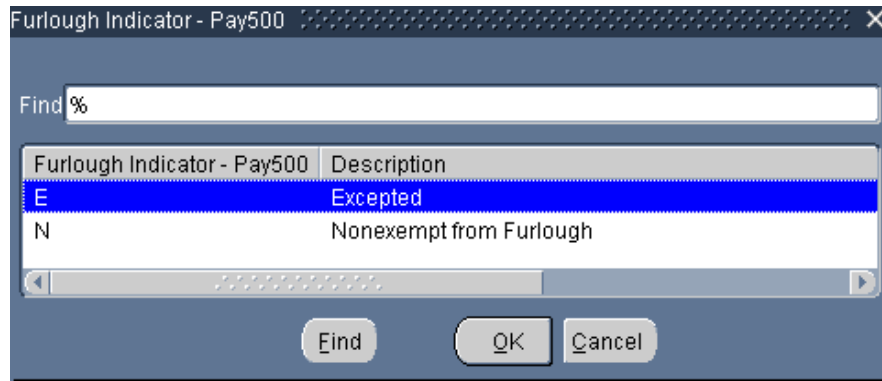 Furlough Indicator - Pay500
Find %
Furlough Indicator - Pay500 Description
E Excepted
N Nonexempt from Furlough
Find OK Cancel